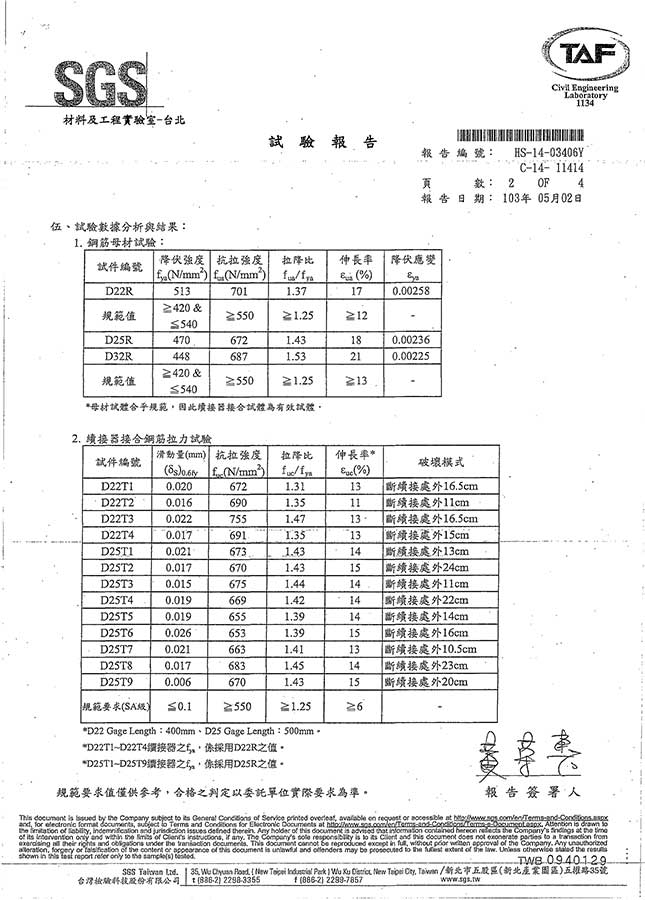 SGS
材料及工程實驗室-台北
TAF
Civil Engineering
Laboratory
1134
試驗報告
報告編號： HS-14-03406Y
C-14- 11414
頁 數： 2 OF 4
報告日期： 103年 05月02日
伍、試驗數據分析與結果：
1. 鋼筋母材試驗：
試件編號 降伏強度 fya(N/mm²) 抗拉強度 fua(N/mm²) 拉降比 fua/fya 伸長率 εua (%) 降伏應變 εya
D22R 513 701 1.37 17 0.00258
規範值 ≧420 & ≦540 ≧550 ≧1.25 ≧12 -
D25R 470 672 1.43 18 0.00236
D32R 448 687 1.53 21 0.00225
規範值 ≧420 & ≦540 ≧550 ≧1.25 ≧13 -
*母材試體合乎規範，因此續接器接合試體為有效試體。
2. 續接器接合鋼筋拉力試驗
試件編號 滑動量(mm) (δs)0.6fy 抗拉強度 fuc(N/mm²) 拉降比 fuc/fya 伸長率* εuc(%) 破壞模式
D22T1 0.020 672 1.31 13 斷續接處外16.5cm
D22T2 0.016 690 1.35 11 斷續接處外11cm
D22T3 0.022 755 1.47 13 斷續接處外16.5cm
D22T4 0.017 691 1.35 13 斷續接處外15cm
D25T1 0.021 673 1.43 14 斷續接處外13cm
D25T2 0.017 670 1.43 15 斷續接處外24cm
D25T3 0.015 675 1.44 14 斷續接處外11cm
D25T4 0.019 669 1.42 14 斷續接處外22cm
D25T5 0.019 655 1.39 14 斷續接處外14cm
D25T6 0.026 653 1.39 15 斷續接處外16cm
D25T7 0.021 663 1.41 13 斷續接處外10.5cm
D25T8 0.017 683 1.45 14 斷續接處外23cm
D25T9 0.006 670 1.43 15 斷續接處外20cm
規範要求(SA級) ≦0.1 ≧550 ≧1.25 ≧6 -
*D22 Gage Length：400mm、D25 Gage Length：500mm。
*D22T1~D22T4續接器之fya，係採用D22R之值。
*D25T1~D25T9續接器之fya，係採用D25R之值。
規範要求值僅供參考，合格之判定以委託單位實際要求為準。
報告簽署人
This document is issued by the Company subject to its General Conditions of Service printed overleaf, available on request or accessible at http://www.sgs.com/en/Terms-and-Conditions.aspx
and, for electronic format documents, subject to Terms and Conditions for Electronic Documents at http://www.sgs.com/en/Terms-and-Conditions/Terms-e-Document.aspx. Attention is drawn to
the limitation of liability, indemnification and jurisdiction issues defined therein. Any holder of this document is advised that information contained hereon reflects the Company's findings at the time
of its intervention only and within the limits of Client's instructions, if any. The Company's sole responsibility is to its Client and this document does not exonerate parties to a transaction from
exercising all their rights and obligations under the transaction documents. This document cannot be reproduced except in full, without prior written approval of the Company. Any unauthorized
alteration, forgery or falsification of the content or appearance of this document is unlawful and offenders may be prosecuted to the fullest extent of the law. Unless otherwise stated the results
shown in this test report refer only to the sample(s) tested.
TWB 0940129
SGS Taiwan Ltd. 35, Wu Chyuan Road, ( New Taipei Industrial Park ) Wu Ku District, New Taipei City, Taiwan /新北市五股區(新北產業園區)五權路35號
台灣檢驗科技股份有限公司 t (886-2) 2299-3355 f (886-2) 2299-7857 www.sgs.tw